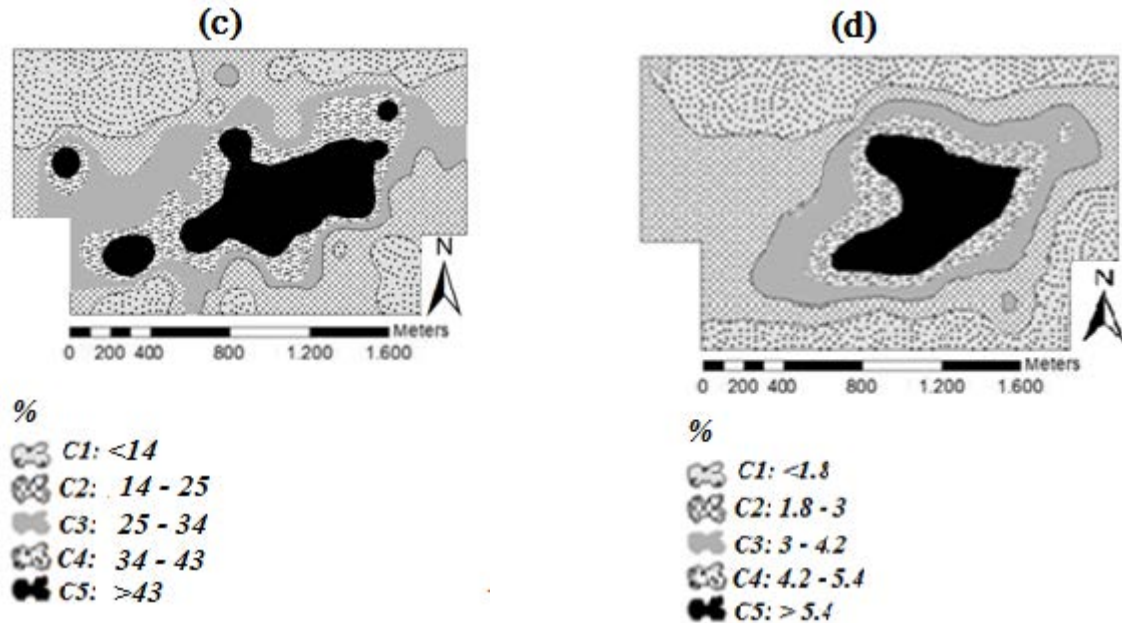 (c)
(d)
N
Meters
0 200 400 800 1.200 1.600
N
Meters
0 200 400 800 1.200 1.600
%
C1: <14
C2: 14 - 25
C3: 25 - 34
C4: 34 - 43
C5: >43
%
C1: <1.8
C2: 1.8 - 3
C3: 3 - 4.2
C4: 4.2 - 5.4
C5: > 5.4